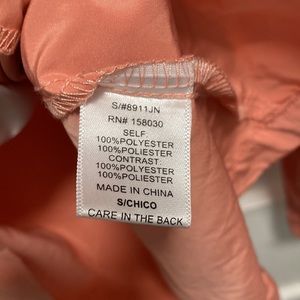 S/#8911JN
RN# 158030
SELF:
100%POLYESTER
100%POLIESTER
CONTRAST:
100%POLYESTER
100%POLIESTER
MADE IN CHINA
S/CHICO
CARE IN THE BACK